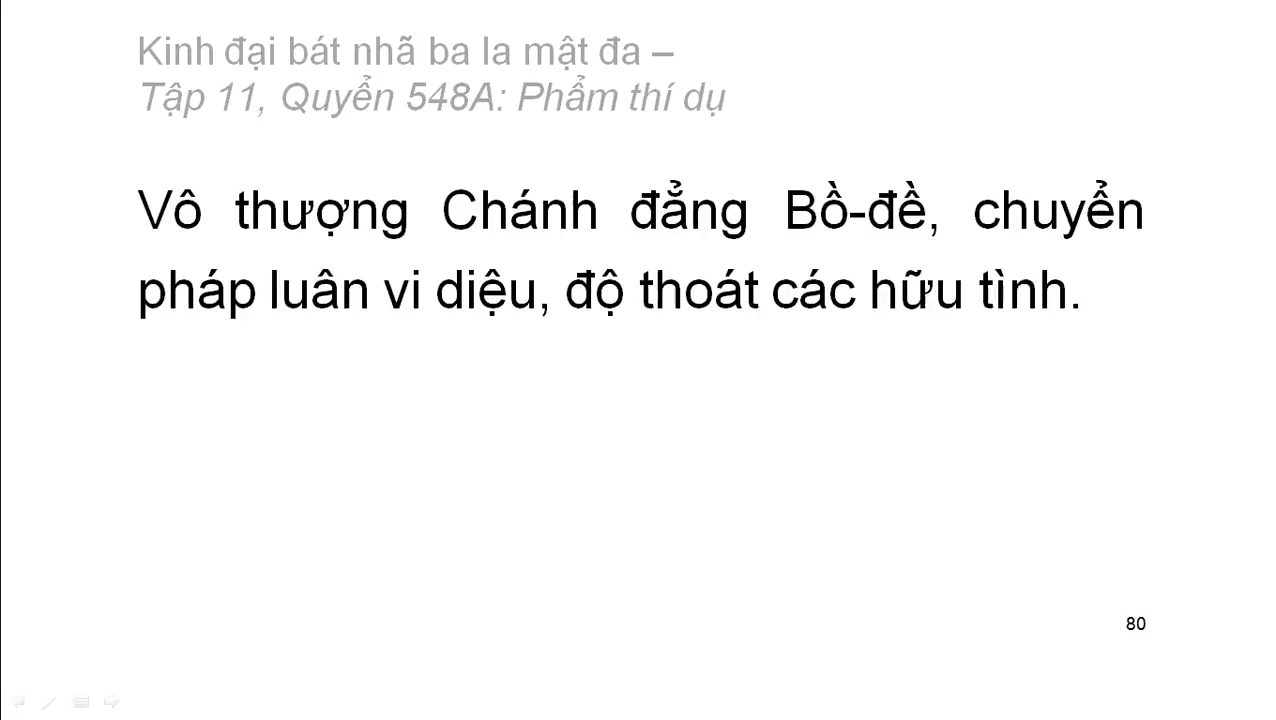 Kinh đại bát nhã ba la mật đa –
Tập 11, Quyển 548A: Phẩm thí dụ
Vô thượng Chánh đẳng Bồ-đề, chuyển
pháp luân vi diệu, độ thoát các hữu tình.
80